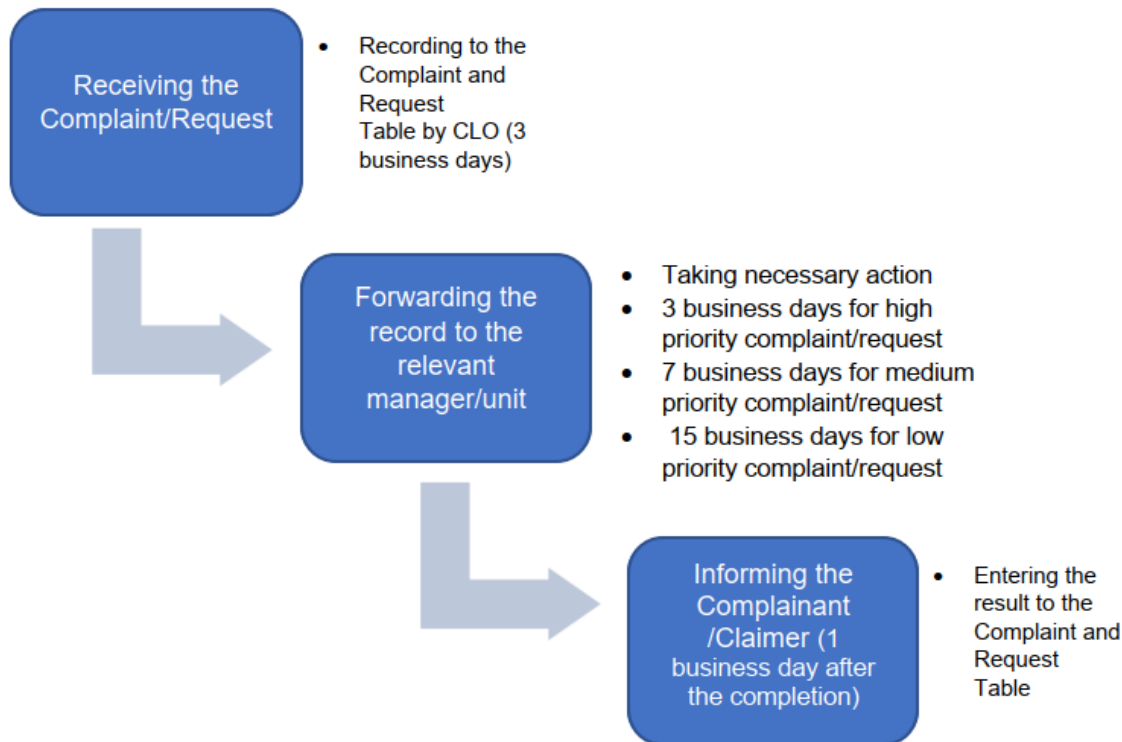 Receiving the
Complaint/Request
• Recording to the
Complaint and
Request
Table by CLO (3
business days)
Forwarding the
record to the
relevant
manager/unit
• Taking necessary action
• 3 business days for high
priority complaint/request
• 7 business days for medium
priority complaint/request
• 15 business days for low
priority complaint/request
Informing the
Complainant
/Claimer (1
business day after
the completion)
• Entering the
result to the
Complaint and
Request
Table